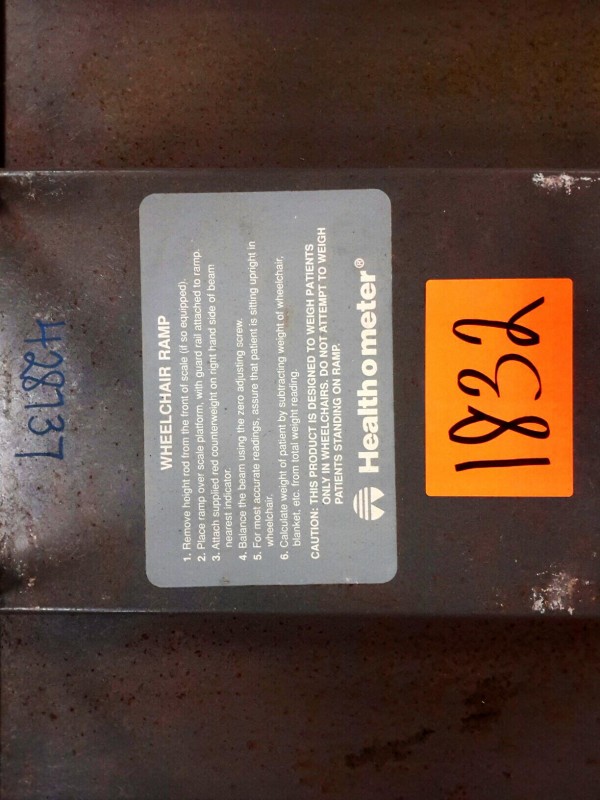 428737
WHEELCHAIR RAMP
1. Remove height rod from the front of scale (if so equipped).
2. Place ramp over scale platform, with guard rail attached to ramp.
3. Attach supplied red counterweight on right hand side of beam
nearest indicator.
4. Balance the beam using the zero adjusting screw.
5. For most accurate readings, assure that patient is sitting upright in
wheelchair.
6. Calculate weight of patient by subtracting weight of wheelchair,
blanket, etc. from total weight reading.
CAUTION: THIS PRODUCT IS DESIGNED TO WEIGH PATIENTS
ONLY IN WHEELCHAIRS. DO NOT ATTEMPT TO WEIGH
PATIENTS STANDING ON RAMP.
Healthometer®
1832